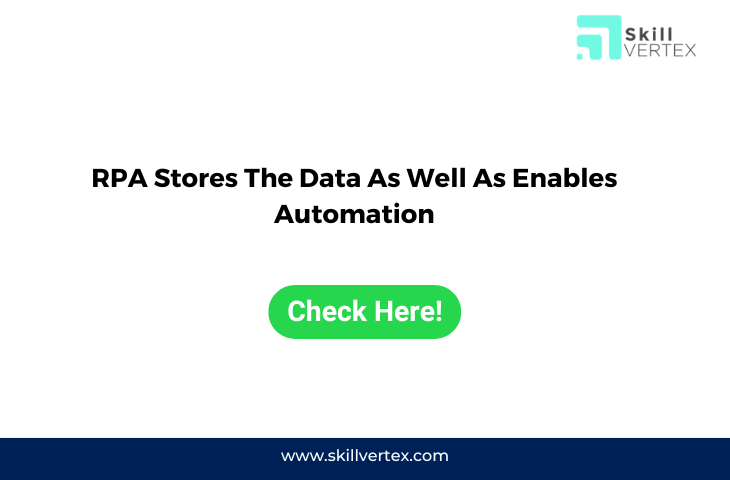 Skill
VERTEX
RPA Stores The Data As Well As Enables
Automation
Check Here!
www.skillvertex.com